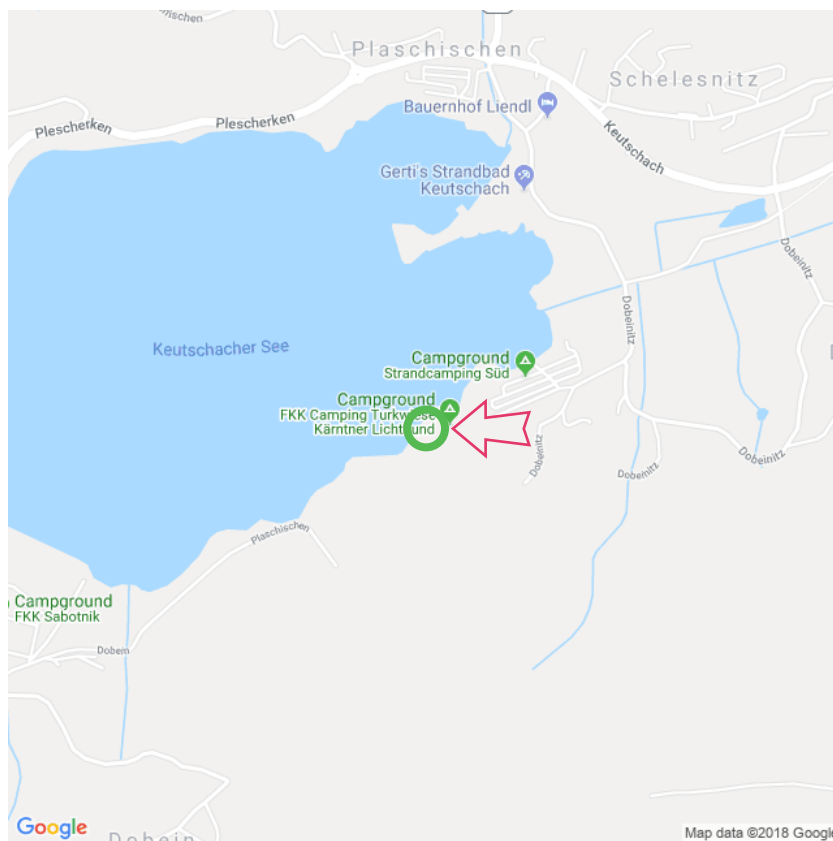 Plaschischen
Schelesnitz
Bauernhof Liendl
Plescherken
Plescherken
Keutschach
Gerti's Strandbad
Keutschach
Dobeinitz
Dobeinitz
Keutschacher See
Campground
Strandcamping Süd
Campground
FKK Camping Turkwiese
Kärntner Lichtbund
Dobeinitz
Dobeinitz
Dobeinitz
Plaschischen
Campground
FKK Sabotnik
Dobein
Dobein
Google
Map data ©2018 Google